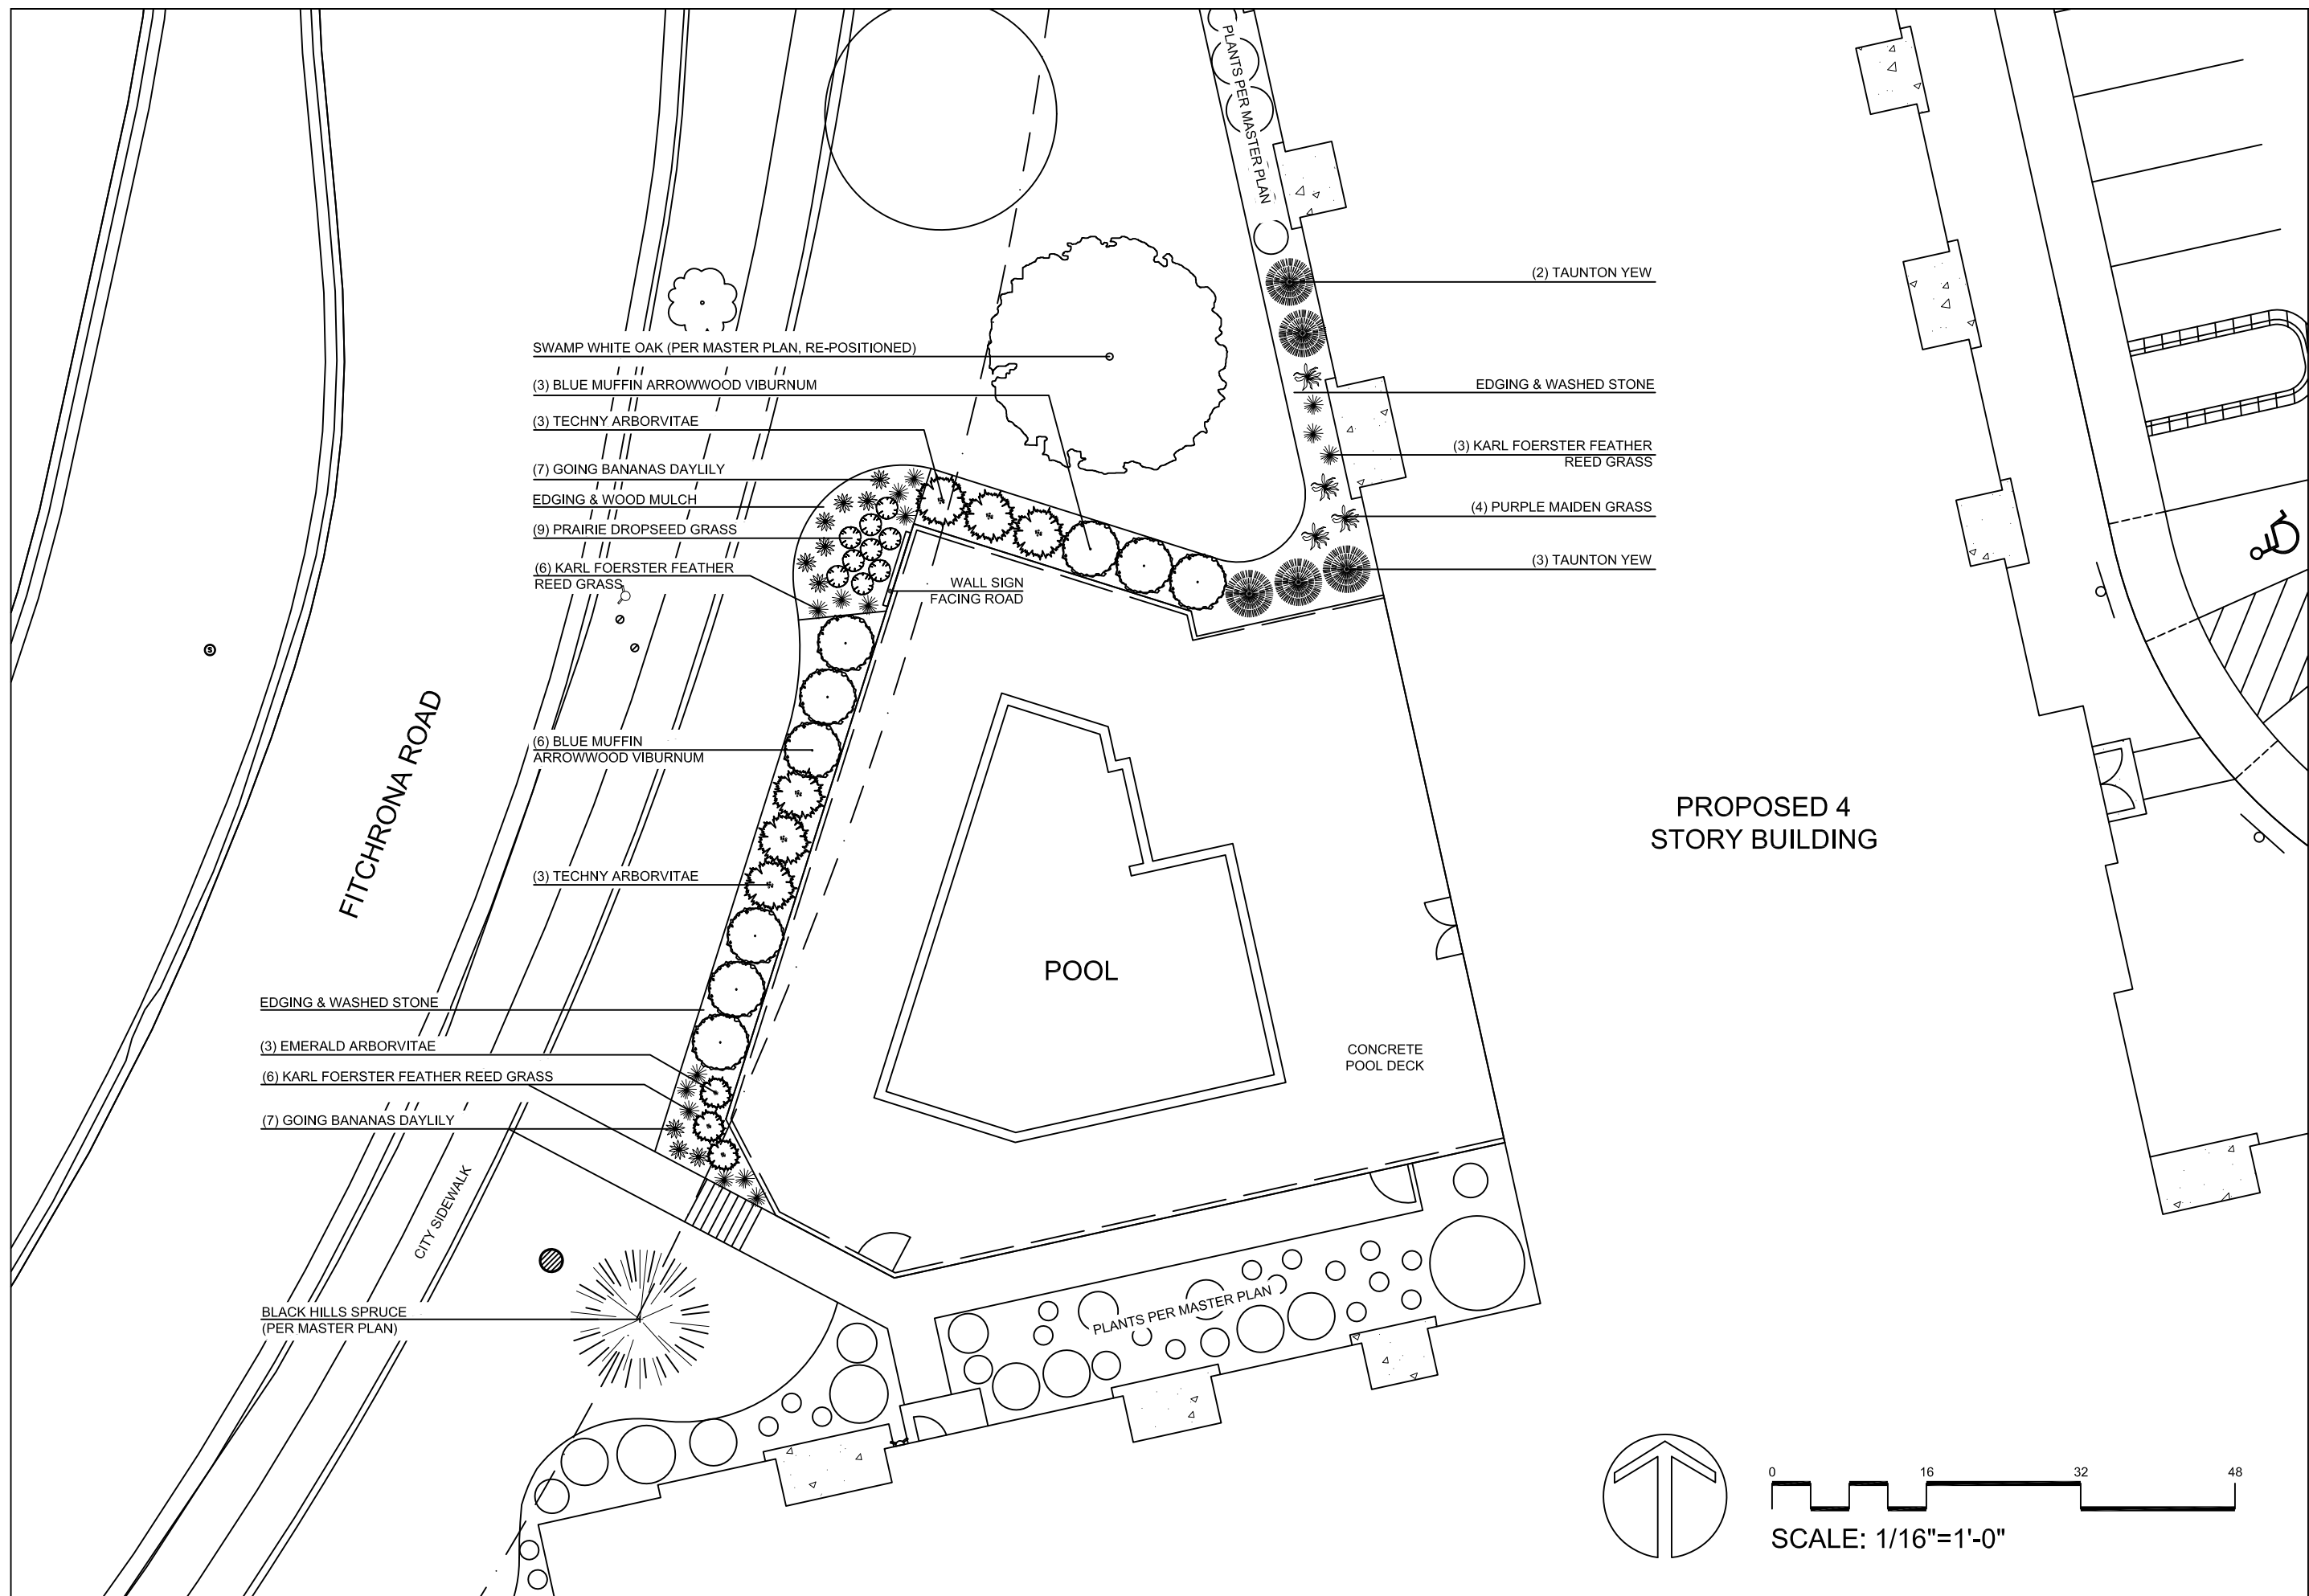 PLANTS PER MASTER PLAN
(2) TAUNTON YEW
SWAMP WHITE OAK (PER MASTER PLAN, RE-POSITIONED)
(3) BLUE MUFFIN ARROWWOOD VIBURNUM
EDGING & WASHED STONE
(3) TECHNY ARBORVITAE
(3) KARL FOERSTER FEATHER
REED GRASS
(7) GOING BANANAS DAYLILY
EDGING & WOOD MULCH
(4) PURPLE MAIDEN GRASS
(9) PRAIRIE DROPSEED GRASS
(3) TAUNTON YEW
(6) KARL FOERSTER FEATHER
REED GRASS
WALL SIGN
FACING ROAD
S
FITCHRONA ROAD
(6) BLUE MUFFIN
ARROWWOOD VIBURNUM
PROPOSED 4
STORY BUILDING
(3) TECHNY ARBORVITAE
POOL
EDGING & WASHED STONE
(3) EMERALD ARBORVITAE
CONCRETE
POOL DECK
(6) KARL FOERSTER FEATHER REED GRASS
(7) GOING BANANAS DAYLILY
CITY SIDEWALK
BLACK HILLS SPRUCE
(PER MASTER PLAN)
PLANTS PER MASTER PLAN
0 16 32 48
SCALE: 1/16"=1'-0"